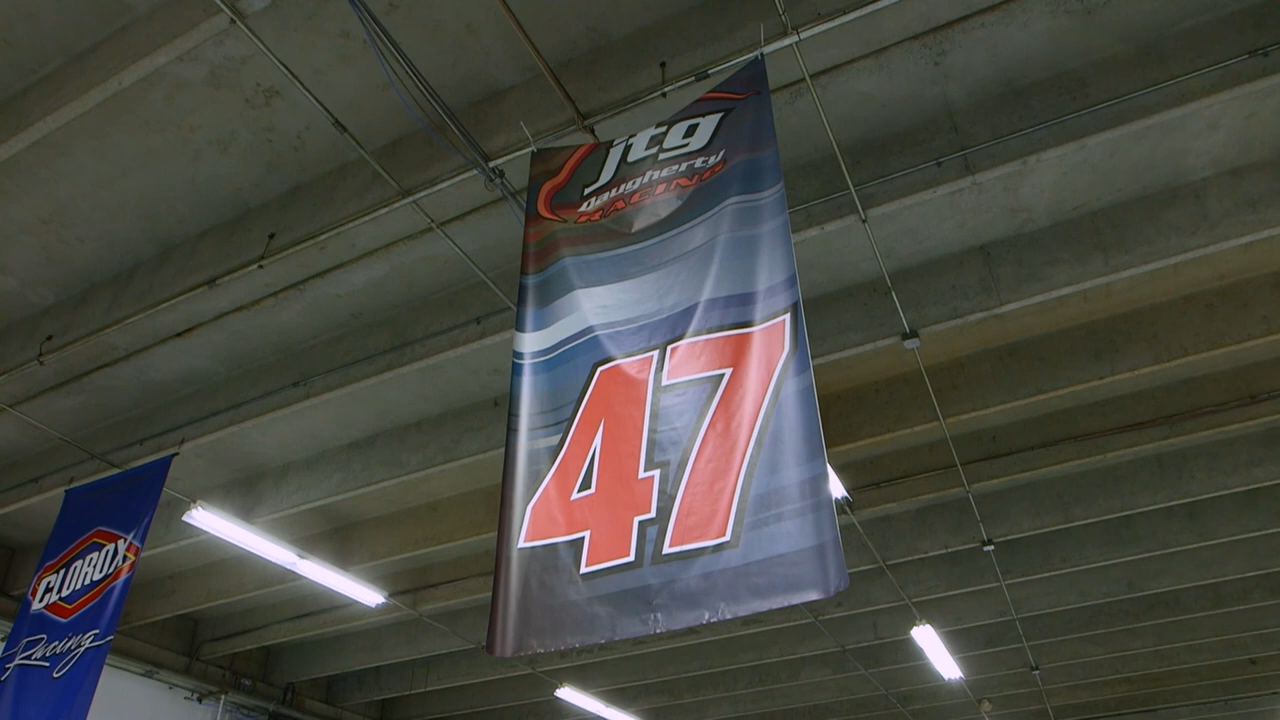 jtg
Daugherty
RACING
47
CLOROX
Racing